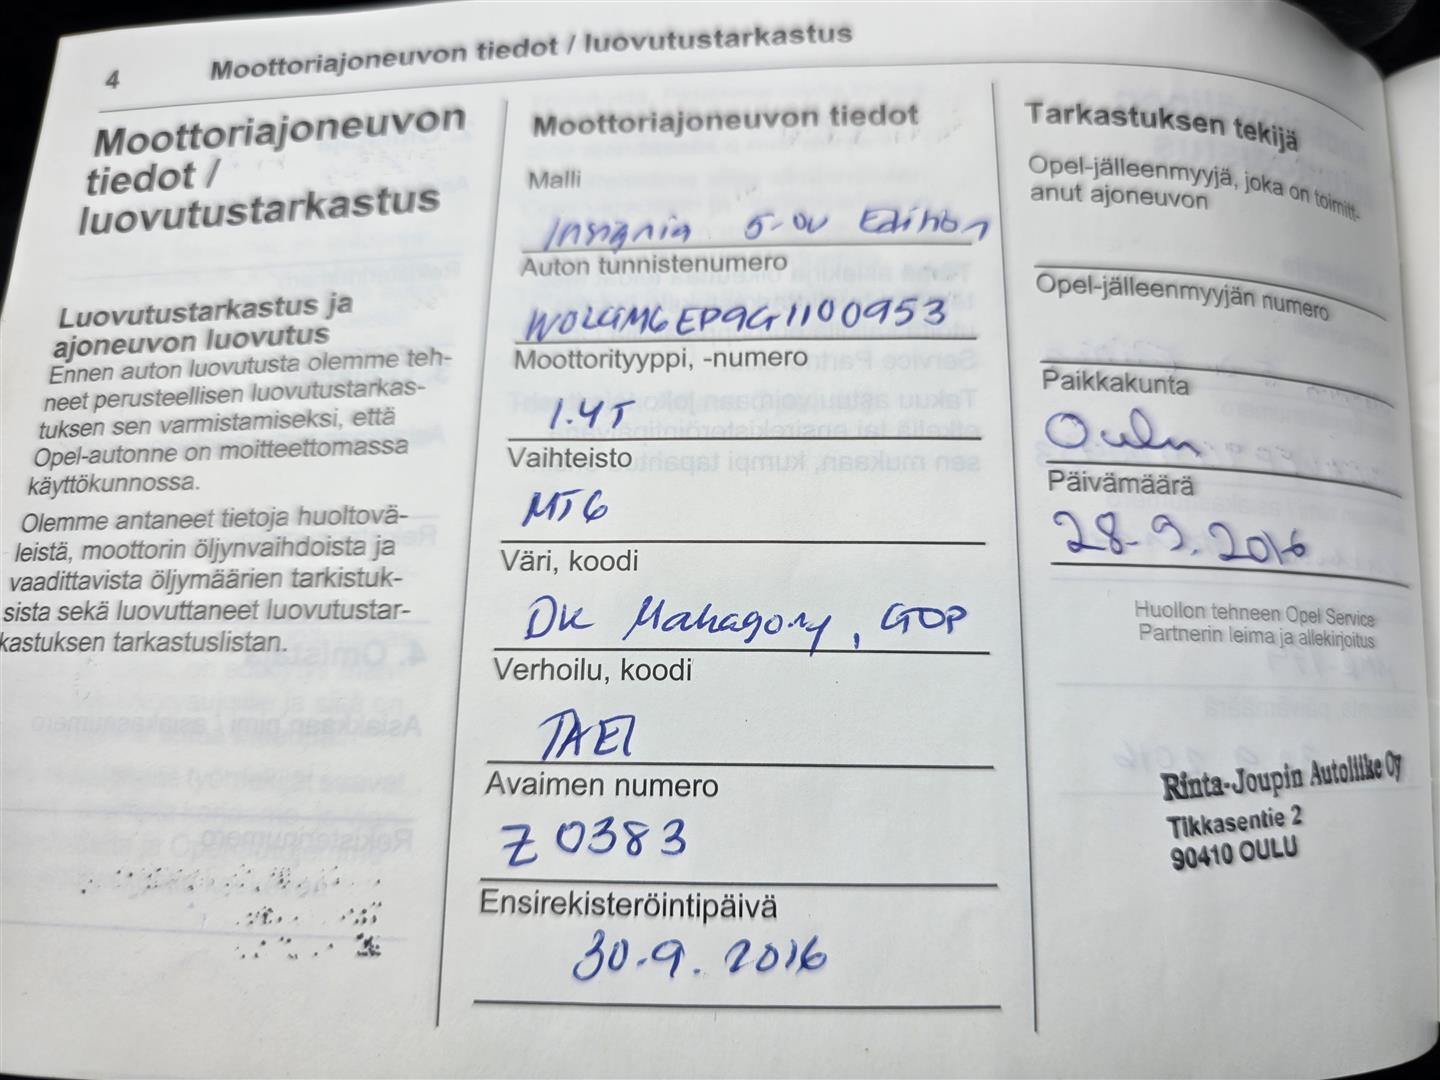 4 Moottoriajoneuvon tiedot / luovutustarkastus
Moottoriajoneuvon
tiedot /
luovutustarkastus
Luovutustarkastus ja
ajoneuvon luovutus
Ennen auton luovutusta olemme teh-
neet perusteellisen luovutustarkas-
tuksen sen varmistamiseksi, että
Opel-autonne on moitteettomassa
käyttökunnossa.
Olemme antaneet tietoja huoltovä-
leistä, moottorin öljynvaihdoista ja
vaadittavista öljymäärien tarkistuk-
sista sekä luovuttaneet luovutustar-
kastuksen tarkastuslistan.
Moottoriajoneuvon tiedot
Malli
Insignia 5-ov Edition
Auton tunnistenumero
W0LGM6EP9G1100953
Moottorityyppi, -numero
1.4T
Vaihteisto
MT6
Väri, koodi
Dk Mahagony, GOP
Verhoilu, koodi
TAE1
Avaimen numero
Z0383
Ensirekisteröintipäivä
30.9.2016
Tarkastuksen tekijä
Opel-jälleenmyyjä, joka on toimitt-
anut ajoneuvon
Opel-jälleenmyyjän numero
Paikkakunta
Oulu
Päivämäärä
28.9.2016
Huollon tehneen Opel Service
Partnerin leima ja allekirjoitus
Rinta-Joupin Autoliike Oy
Tikkasentie 2
90410 OULU